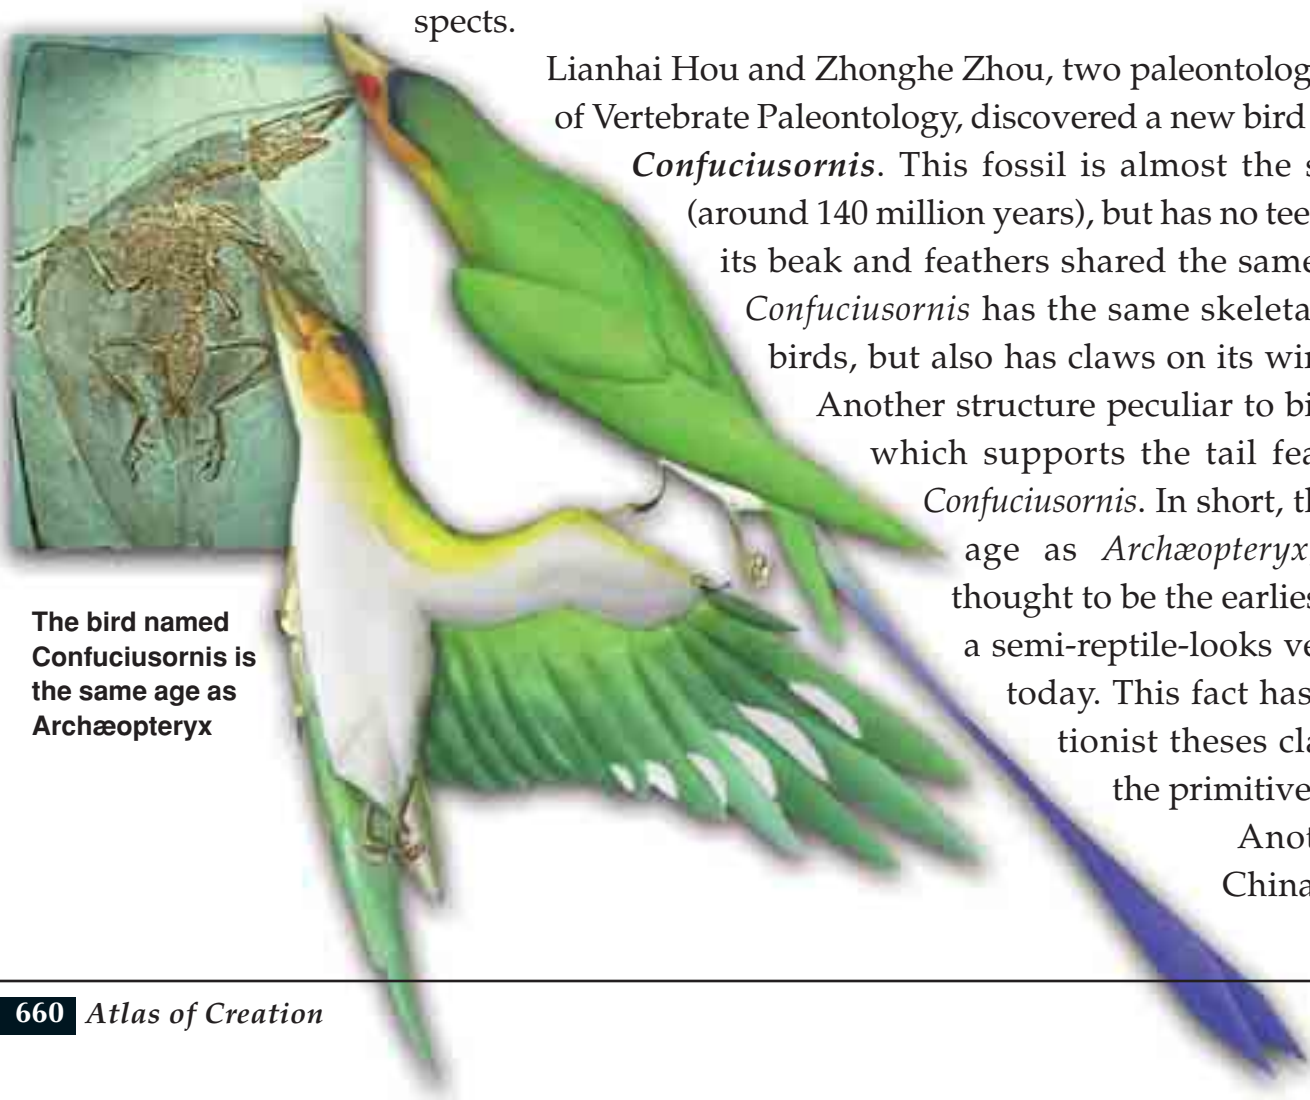 spects.
Lianhai Hou and Zhonghe Zhou, two paleontolog
of Vertebrate Paleontology, discovered a new bird
Confuciusornis. This fossil is almost the s
(around 140 million years), but has no tee
its beak and feathers shared the same
Confuciusornis has the same skeleta
birds, but also has claws on its win
Another structure peculiar to bi
which supports the tail fea
Confuciusornis. In short, th
age as Archæopteryx
thought to be the earlies
a semi-reptile-looks ve
today. This fact has
tionist theses cla
the primitive
Anot
China
The bird named
Confuciusornis is
the same age as
Archæopteryx
660 Atlas of Creation